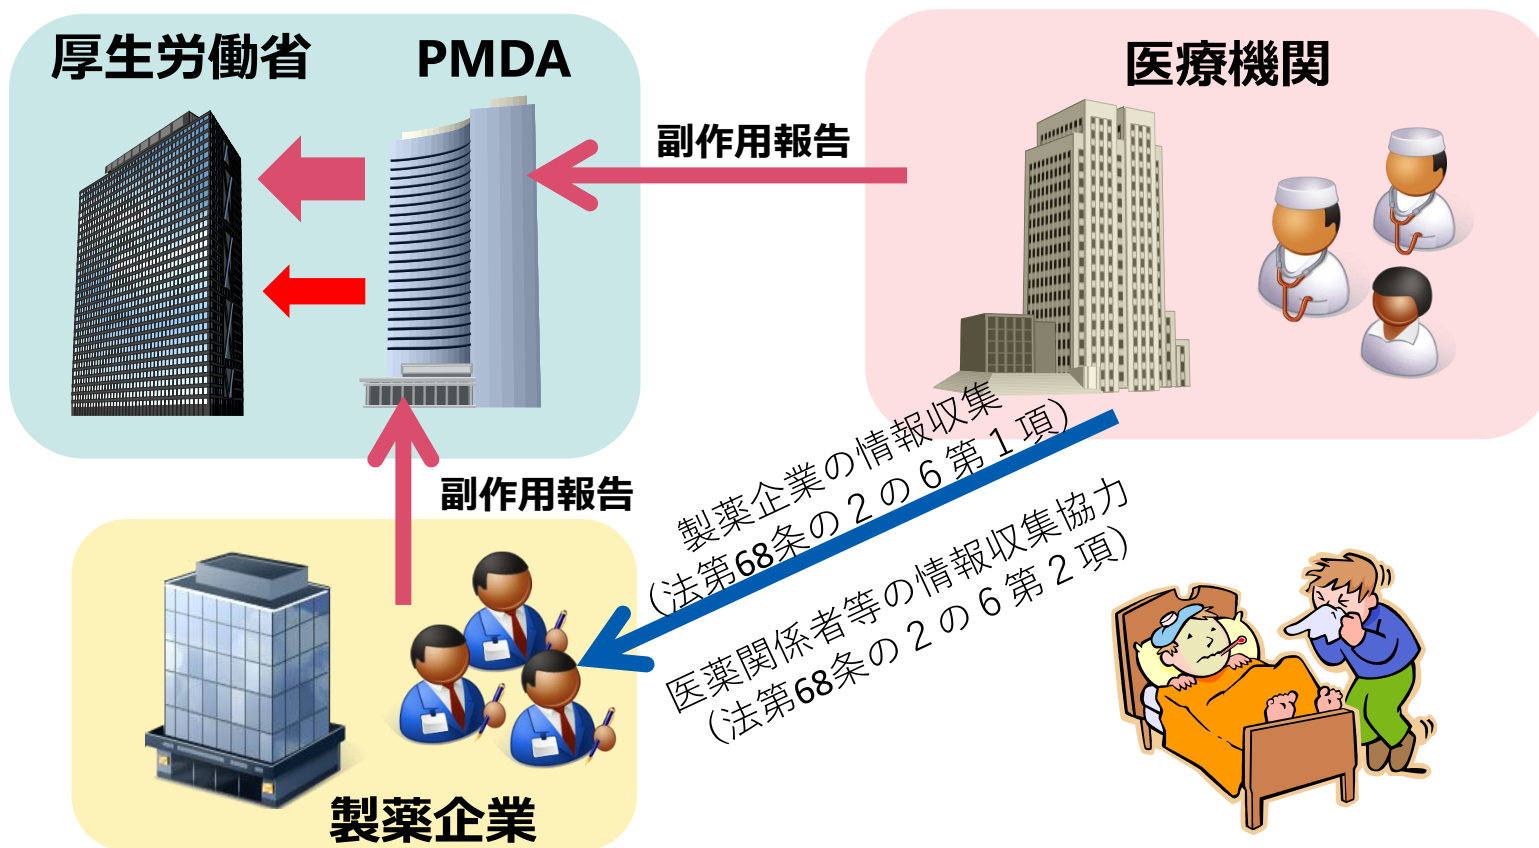 厚生労働省
PMDA
医療機関
副作用報告
副作用報告
製薬企業の情報収集
（法第68条の２の６第１項）
医薬関係者等の情報収集協力
（法第68条の２の６第２項）
製薬企業